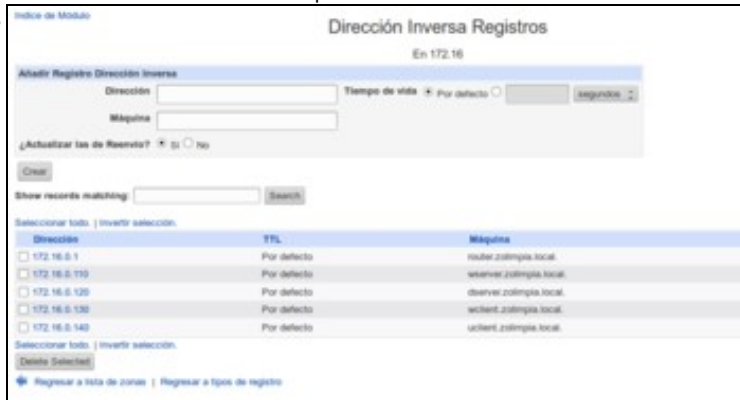 Indice de Módulo
Dirección Inversa Registros
En 172.16
Añadir Registro Dirección Inversa
Dirección Tiempo de vida Por defecto segundos
Máquina
¿Actualizar las de Reenvío? Sí No
Crear
Show records matching: Search
Seleccionar todo. | Invertir selección.
Dirección TTL Máquina
172.16.0.1 Por defecto router.zolimpia.local.
172.16.0.110 Por defecto wserver.zolimpia.local.
172.16.0.120 Por defecto dserver.zolimpia.local.
172.16.0.130 Por defecto wclient.zolimpia.local.
172.16.0.140 Por defecto uclient.zolimpia.local.
Seleccionar todo. | Invertir selección.
Delete Selected
Regresar a lista de zonas | Regresar a tipos de registro